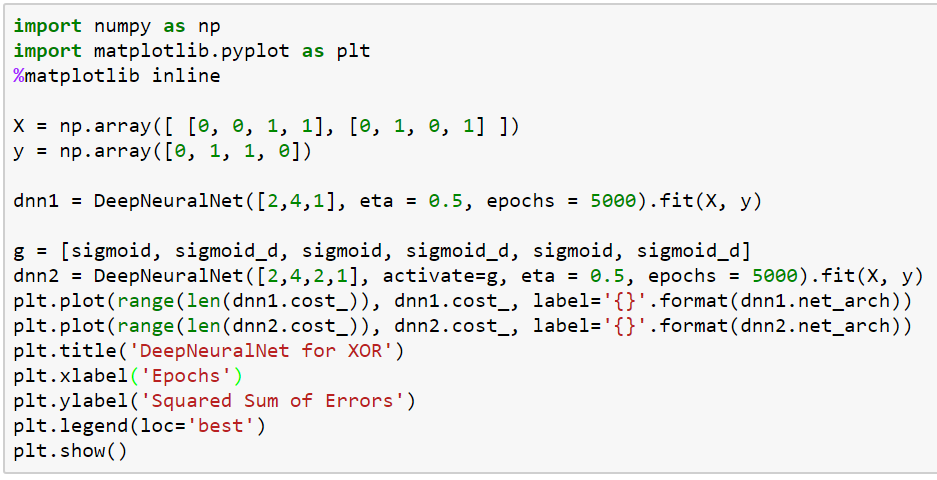 import numpy as np
import matplotlib.pyplot as plt
%matplotlib inline
X = np.array([ [0, 0, 1, 1], [0, 1, 0, 1] ])
y = np.array([0, 1, 1, 0])
dnn1 = DeepNeuralNet([2,4,1], eta = 0.5, epochs = 5000).fit(X, y)
g = [sigmoid, sigmoid_d, sigmoid, sigmoid_d, sigmoid, sigmoid_d]
dnn2 = DeepNeuralNet([2,4,2,1], activate=g, eta = 0.5, epochs = 5000).fit(X, y)
plt.plot(range(len(dnn1.cost_)), dnn1.cost_, label='{}'.format(dnn1.net_arch))
plt.plot(range(len(dnn2.cost_)), dnn2.cost_, label='{}'.format(dnn2.net_arch))
plt.title('DeepNeuralNet for XOR')
plt.xlabel('Epochs')
plt.ylabel('Squared Sum of Errors')
plt.legend(loc='best')
plt.show()